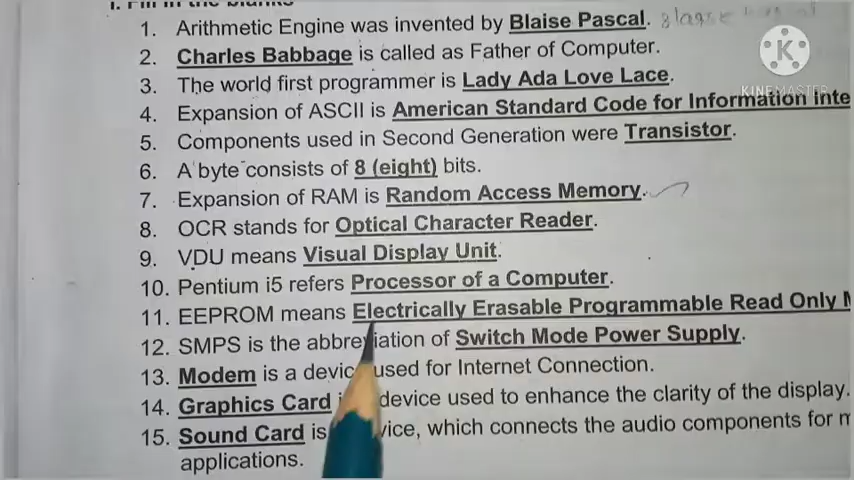 I. Fill in the blanks
1. Arithmetic Engine was invented by Blaise Pascal.
K
KINEMASTER
2. Charles Babbage is called as Father of Computer.
3. The world first programmer is Lady Ada Love Lace.
4. Expansion of ASCII is American Standard Code for Information inte
5. Components used in Second Generation were Transistor.
6. A byte consists of 8 (eight) bits.
7. Expansion of RAM is Random Access Memory.
8. OCR stands for Optical Character Reader.
9. VDU means Visual Display Unit.
10. Pentium i5 refers Processor of a Computer.
11. EEPROM means Electrically Erasable Programmable Read Only M
12. SMPS is the abbreviation of Switch Mode Power Supply.
13. Modem is a device used for Internet Connection.
14. Graphics Card device used to enhance the clarity of the display.
15. Sound Card is vice, which connects the audio components for m
applications.